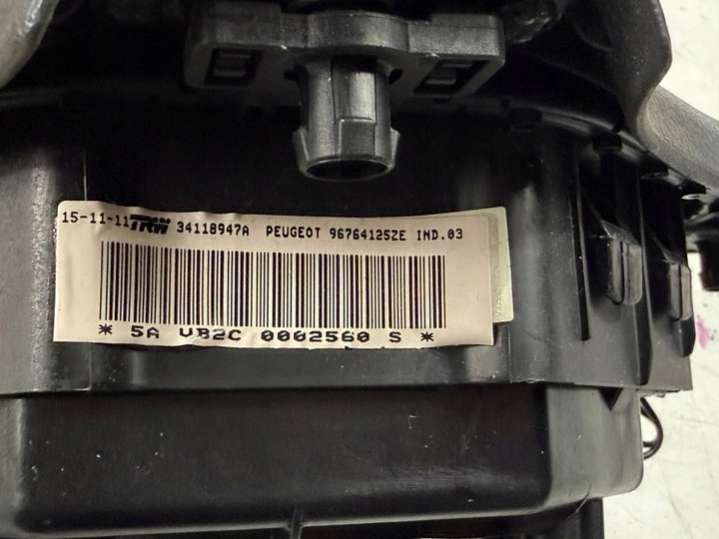 15-11-11 TRW 34118947A PEUGEOT 96764125ZE IND.03
* 5A VB2C 0002560 S *